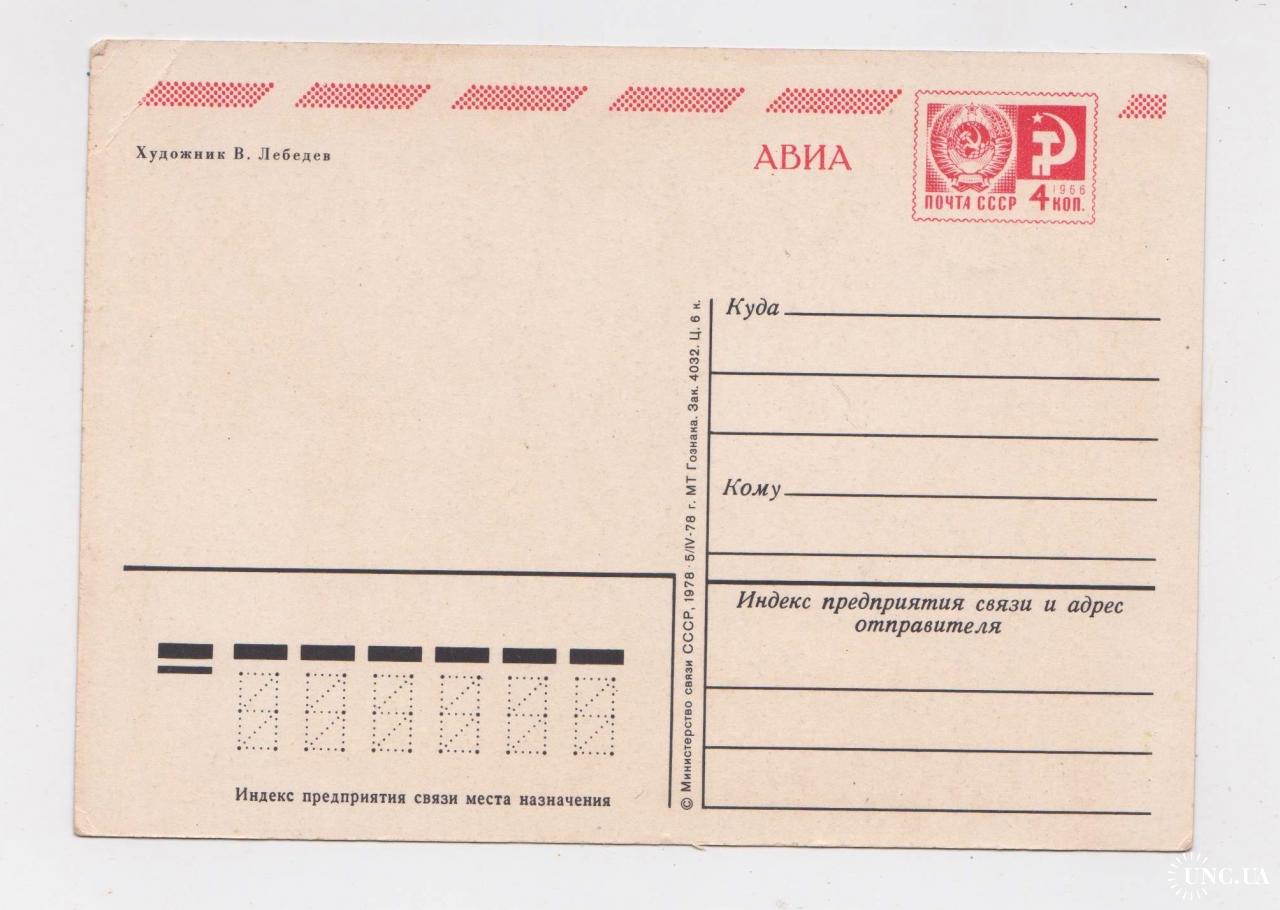 Художник В. Лебедев
АВИА
ПОЧТА СССР
1966
4 КОП.
Куда
Кому
Индекс предприятия связи и адрес
отправителя
© Министерство связи СССР, 1978 · 5/IV-78 г. МТ Гознака. Зак. 4032. Ц. 6 к.
Индекс предприятия связи места назначения
UNC.UA